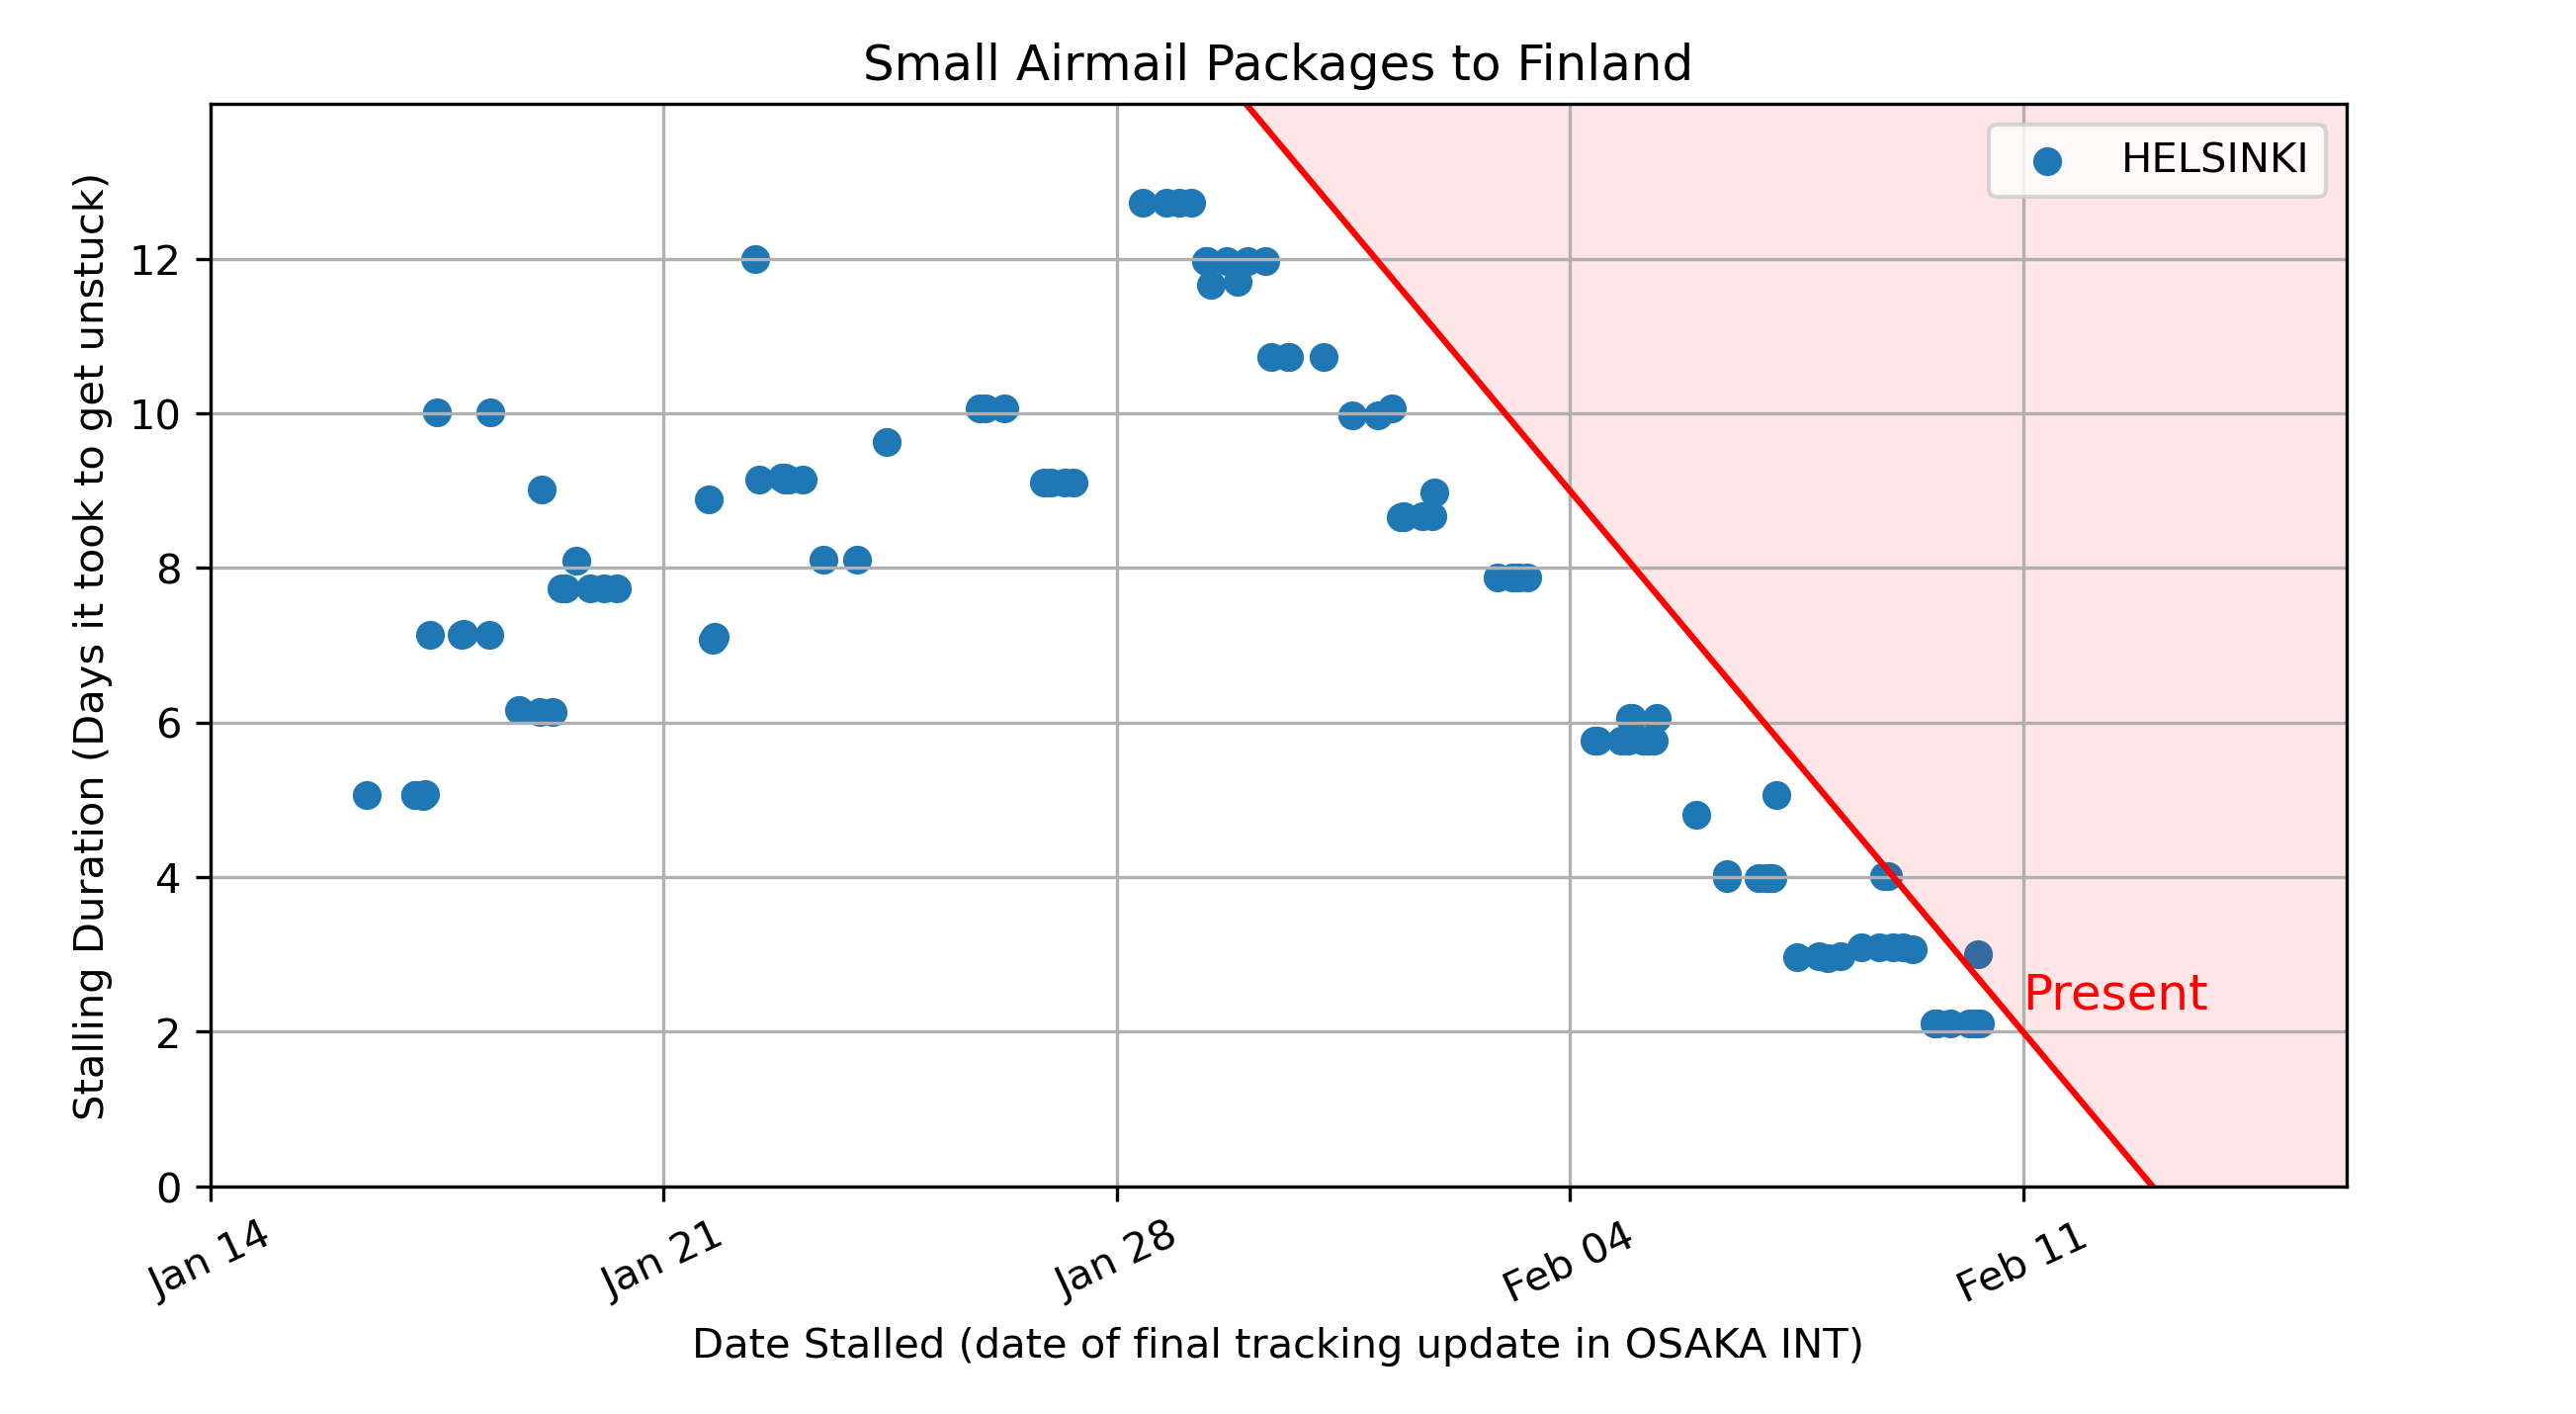 Small Airmail Packages to Finland
HELSINKI
Stalling Duration (Days it took to get unstuck)
12
10
8
6
4
2
0
Present
Jan 14
Jan 21
Jan 28
Feb 04
Feb 11
Date Stalled (date of final tracking update in OSAKA INT)